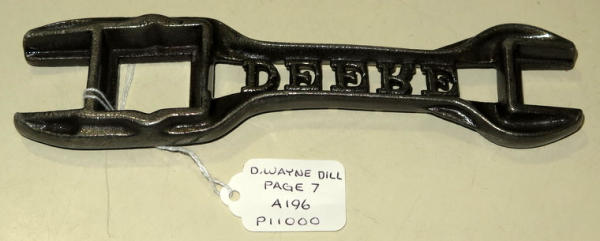 DEERE
D.WAYNE DILL
PAGE 7
A196
P11000